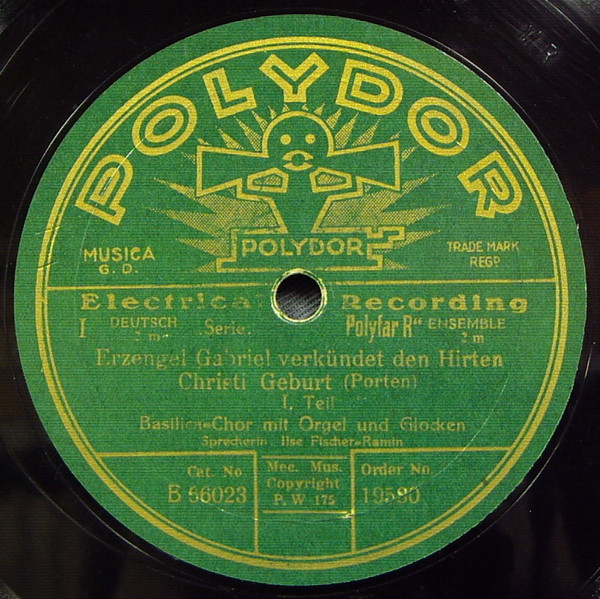 POLYDOR
POLYDOR
MUSICA
G. D.
TRADE MARK
REGD
Electrical Recording
I DEUTSCH Serie. Polyfar R" ENSEMBLE
2 m 2 m
Erzengel Gabriel verkündet den Hirten
Christi Geburt (Porten)
I. Teil
Basilica-Chor mit Orgel und Glocken
Sprecherin, Ilse Fischer-Ramin
Cat. No. Mec. Mus. Order No.
B 66023 Copyright 19580
P. W 175